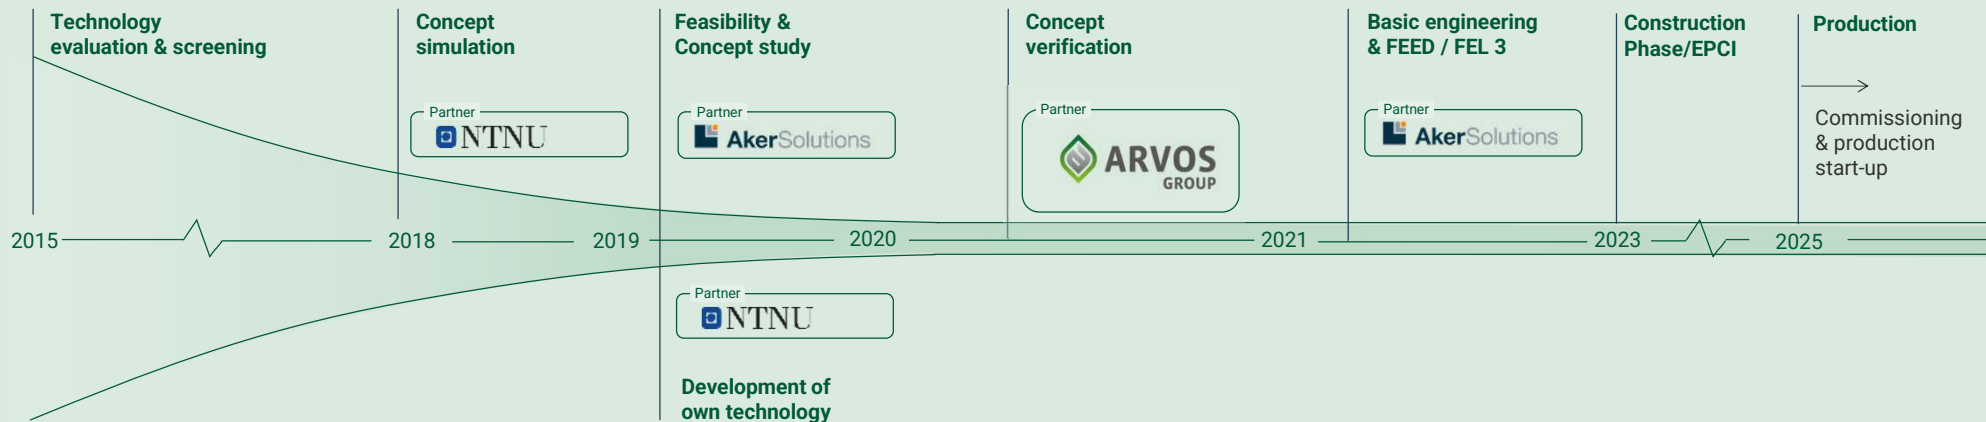 Technology
evaluation & screening
Concept
simulation
Feasibility &
Concept study
Concept
verification
Basic engineering
& FEED / FEL 3
Construction
Phase/EPCI
Production
Partner
NTNU
Partner
AkerSolutions
Partner
ARVOS
GROUP
Partner
AkerSolutions
Commissioning
& production
start-up
2015
2018
2019
2020
2021
2023
2025
Partner
NTNU
Development of
own technology